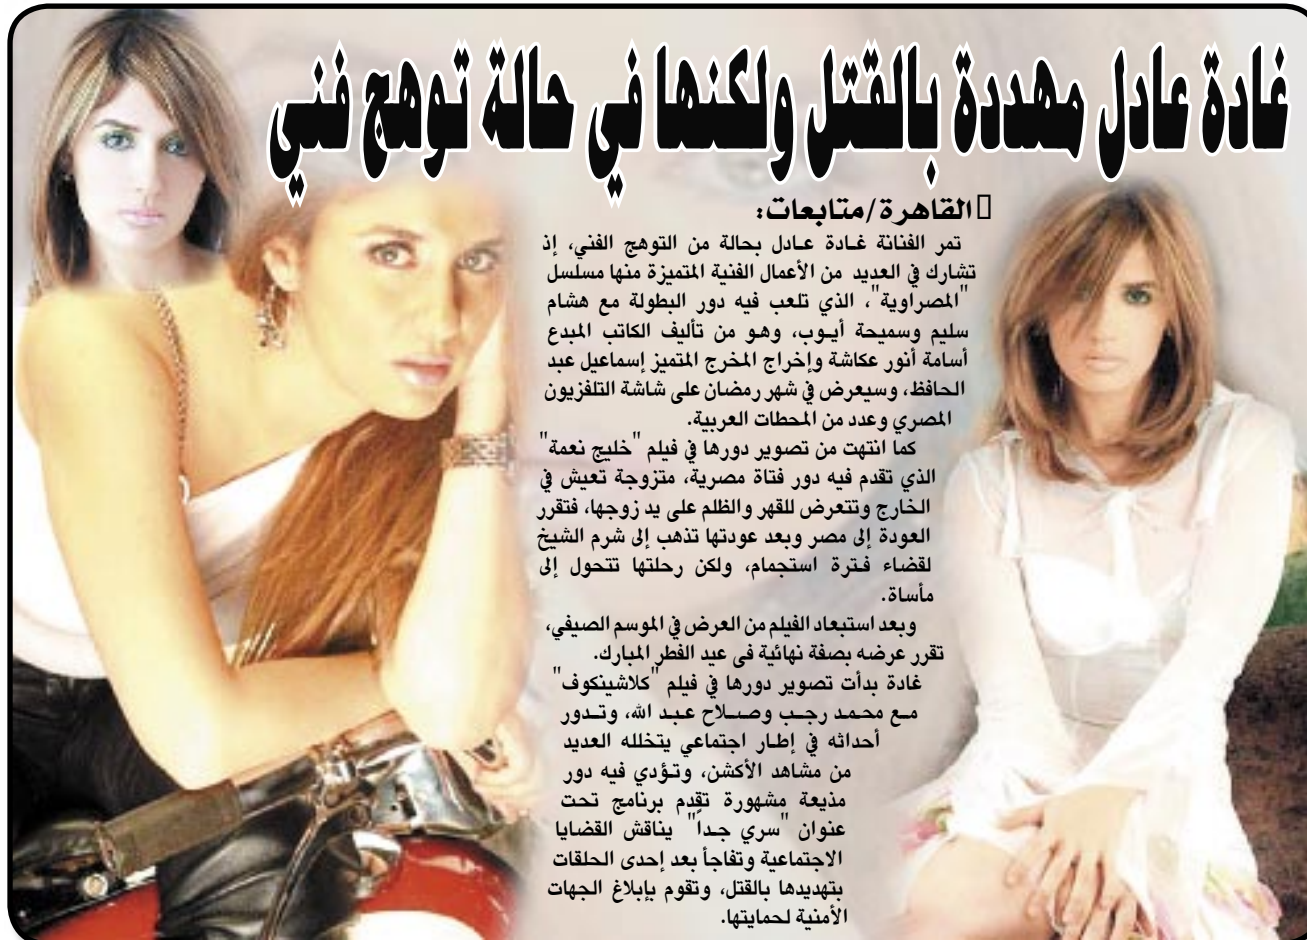 غادة عادل مهددة بالقتل ولكنها في حالة توهج فني
القاهرة/متابعات:
تمر الفنانة غادة عادل بحالة من التوهج الفني، إذ
تشارك في العديد من الأعمال الفنية المتميزة منها مسلسل
"المصراوية"، الذي تلعب فيه دور البطولة مع هشام
سليم وسميحة أيوب، وهو من تأليف الكاتب المبدع
أسامة أنور عكاشة وإخراج المخرج المتميز إسماعيل عبد
الحافظ، وسيعرض في شهر رمضان على شاشة التلفزيون
المصري وعدد من المحطات العربية.
كما انتهت من تصوير دورها في فيلم "خليج نعمة"
الذي تقدم فيه دور فتاة مصرية، متزوجة تعيش في
الخارج وتتعرض للقهر والظلم على يد زوجها، فتقرر
العودة إلى مصر وبعد عودتها تذهب إلى شرم الشيخ
لقضاء فترة استجمام، ولكن رحلتها تتحول إلى
مأساة.
وبعد استبعاد الفيلم من العرض في الموسم الصيفي،
تقرر عرضه بصفة نهائية فى عيد الفطر المبارك.
غادة بدأت تصوير دورها في فيلم "كلاشينكوف"
مع محمد رجب وصلاح عبد الله، وتدور
أحداثه في إطار اجتماعي يتخلله العديد
من مشاهد الأكشن، وتؤدي فيه دور
مذيعة مشهورة تقدم برنامج تحت
عنوان "سري جداً" يناقش القضايا
الاجتماعية وتفاجأ بعد إحدى الحلقات
بتهديدها بالقتل، وتقوم بإبلاغ الجهات
الأمنية لحمايتها.